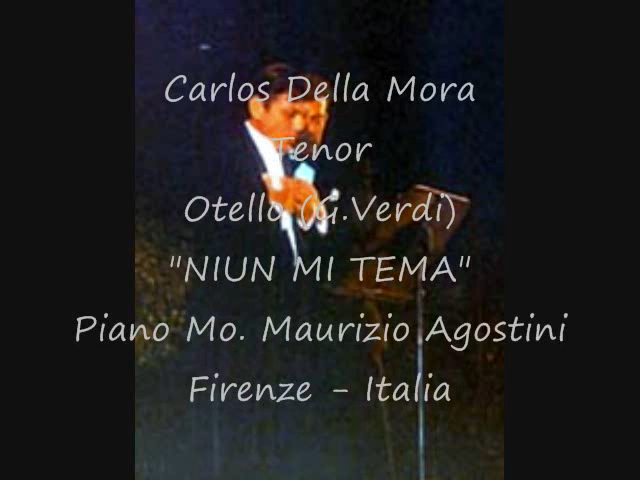 Carlos Della Mora
Tenor
Otello (G.Verdi)
"NIUN MI TEMA"
Piano Mo. Maurizio Agostini
Firenze - Italia